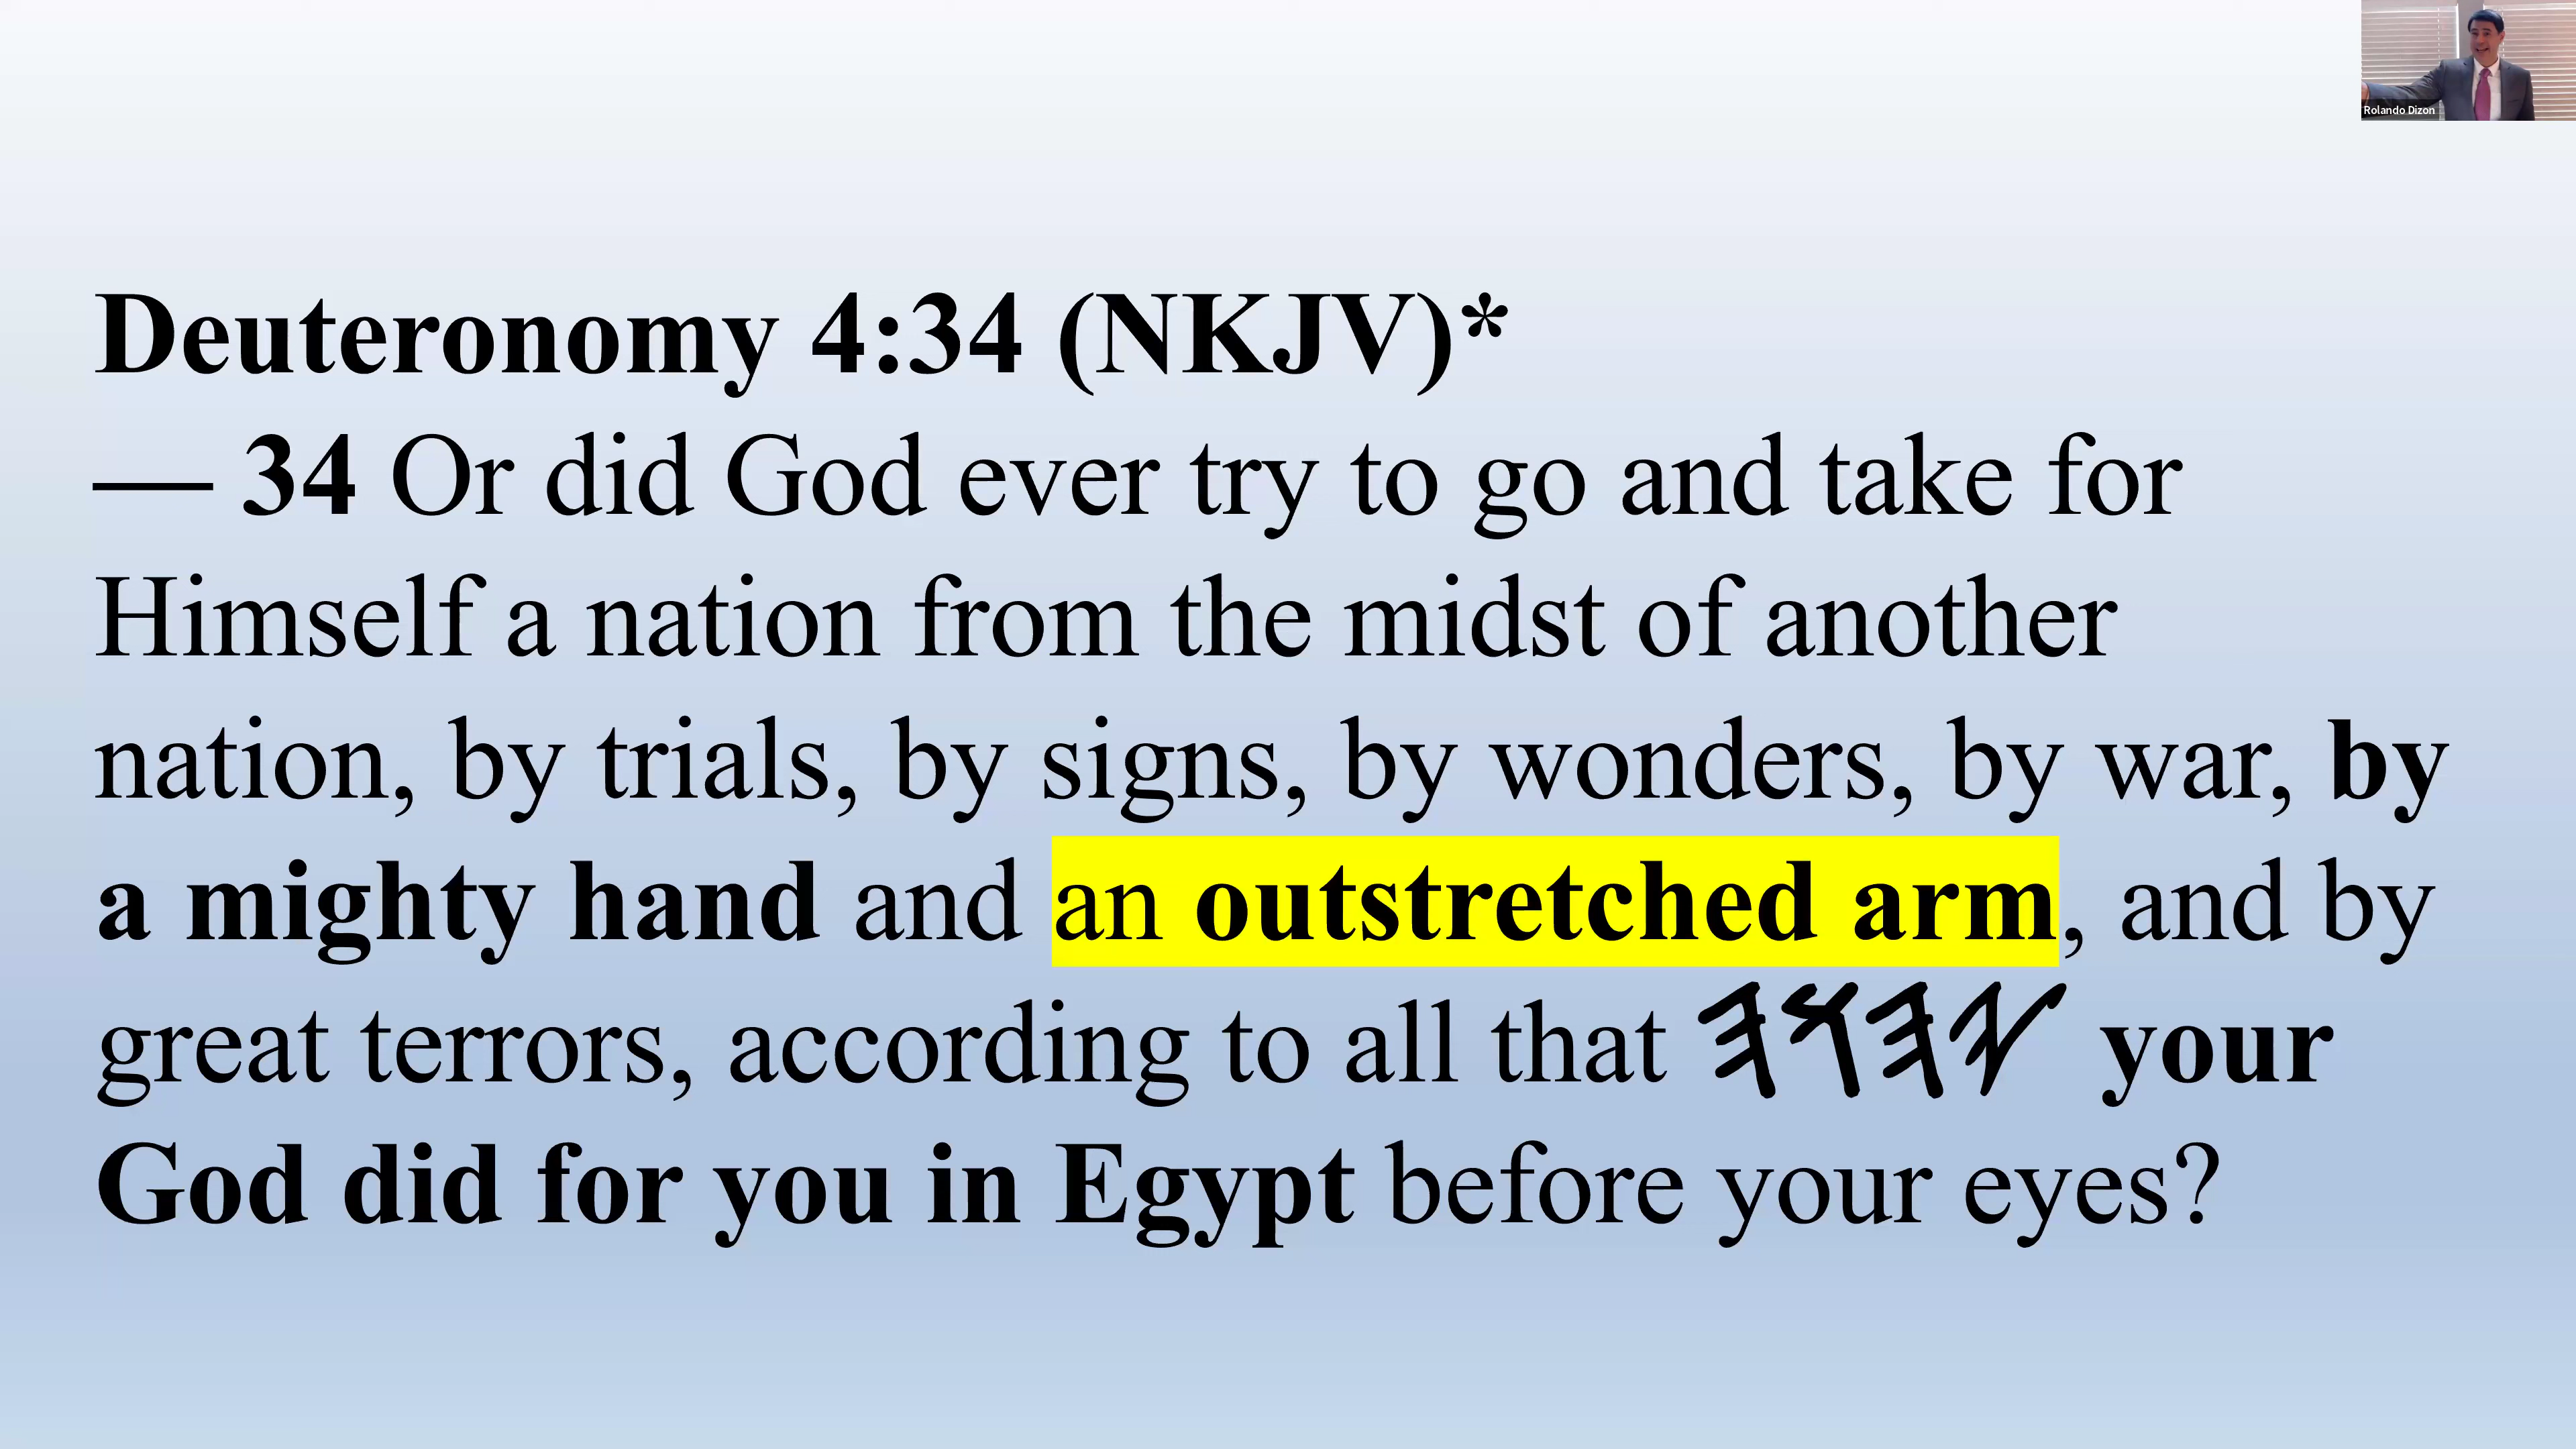 Rolando Dizon
Deuteronomy 4:34 (NKJV)*
— 34 Or did God ever try to go and take for
Himself a nation from the midst of another
nation, by trials, by signs, by wonders, by war, by
a mighty hand and an outstretched arm, and by
great terrors, according to all that 𐤉𐤄𐤅𐤄 your
God did for you in Egypt before your eyes?